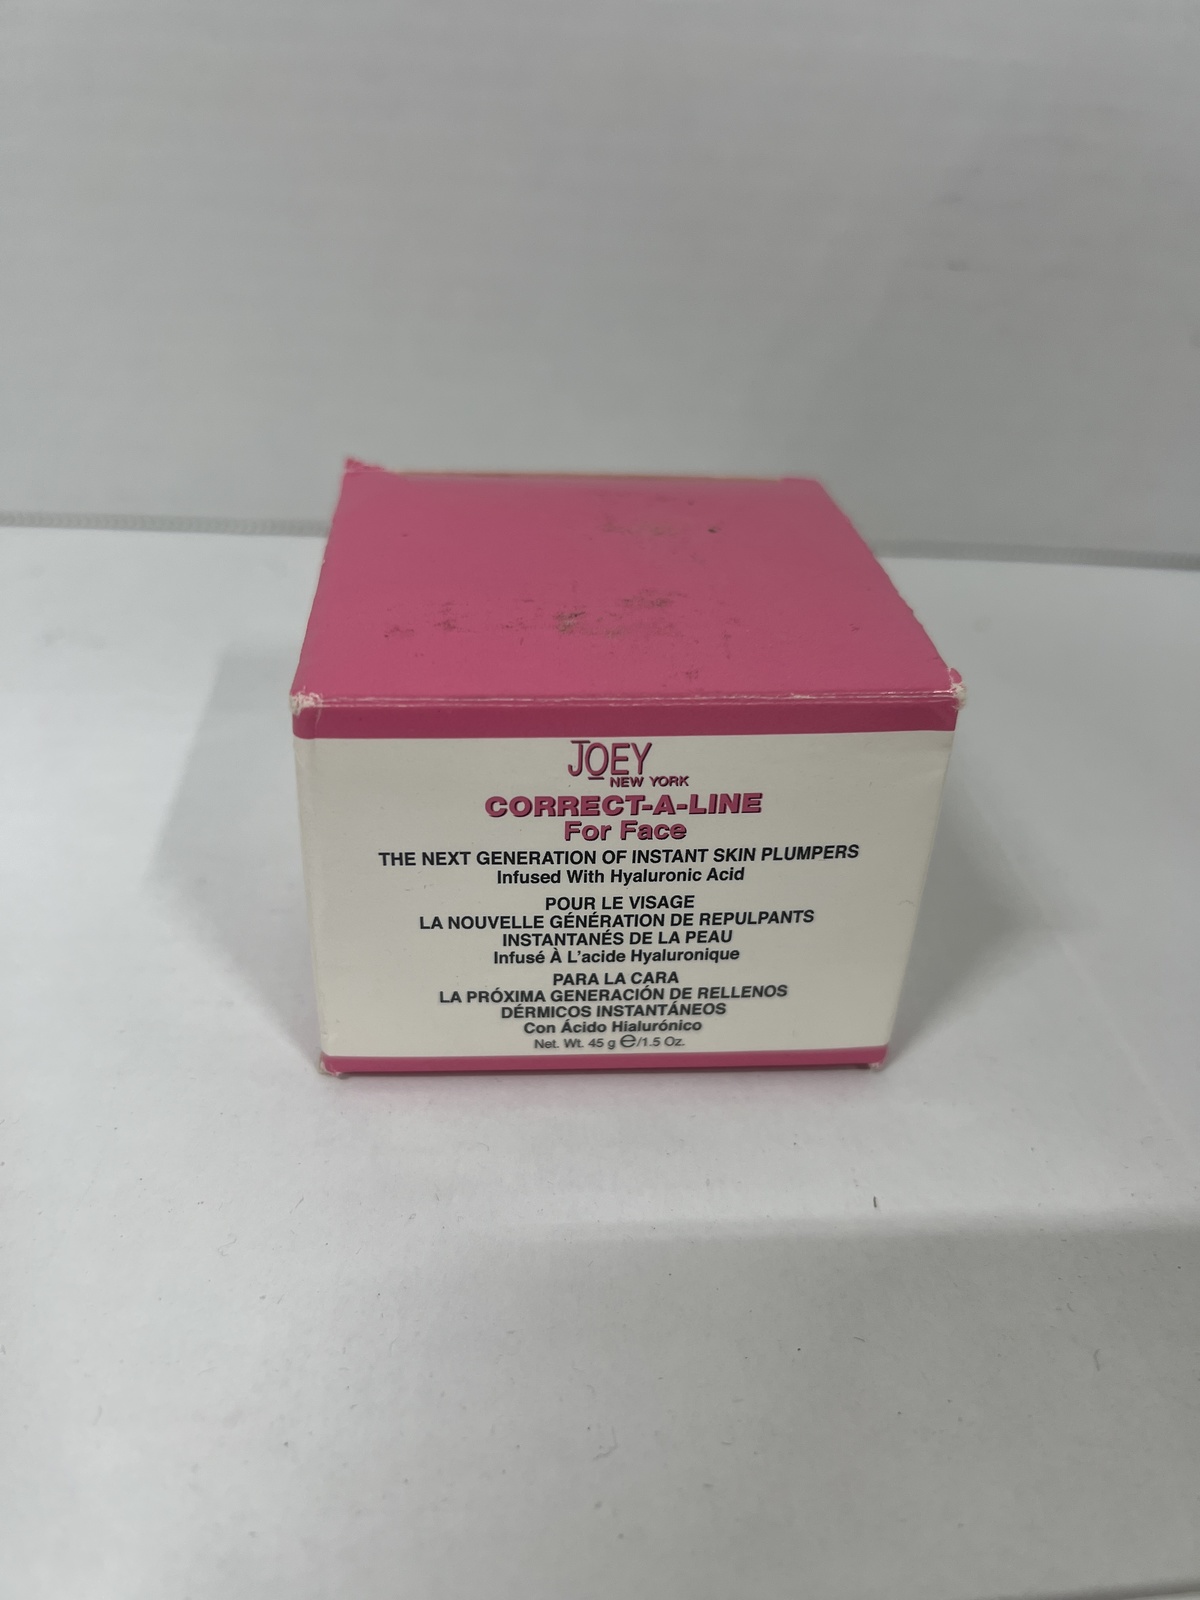 JOEY
NEW YORK
CORRECT-A-LINE
For Face
THE NEXT GENERATION OF INSTANT SKIN PLUMPERS
Infused With Hyaluronic Acid
POUR LE VISAGE
LA NOUVELLE GÉNÉRATION DE REPULPANTS
INSTANTANÉS DE LA PEAU
Infusé À L'acide Hyaluronique
PARA LA CARA
LA PRÓXIMA GENERACIÓN DE RELLENOS
DÉRMICOS INSTANTÁNEOS
Con Ácido Hialurónico
Net. Wt. 45 g ℮/1.5 Oz.